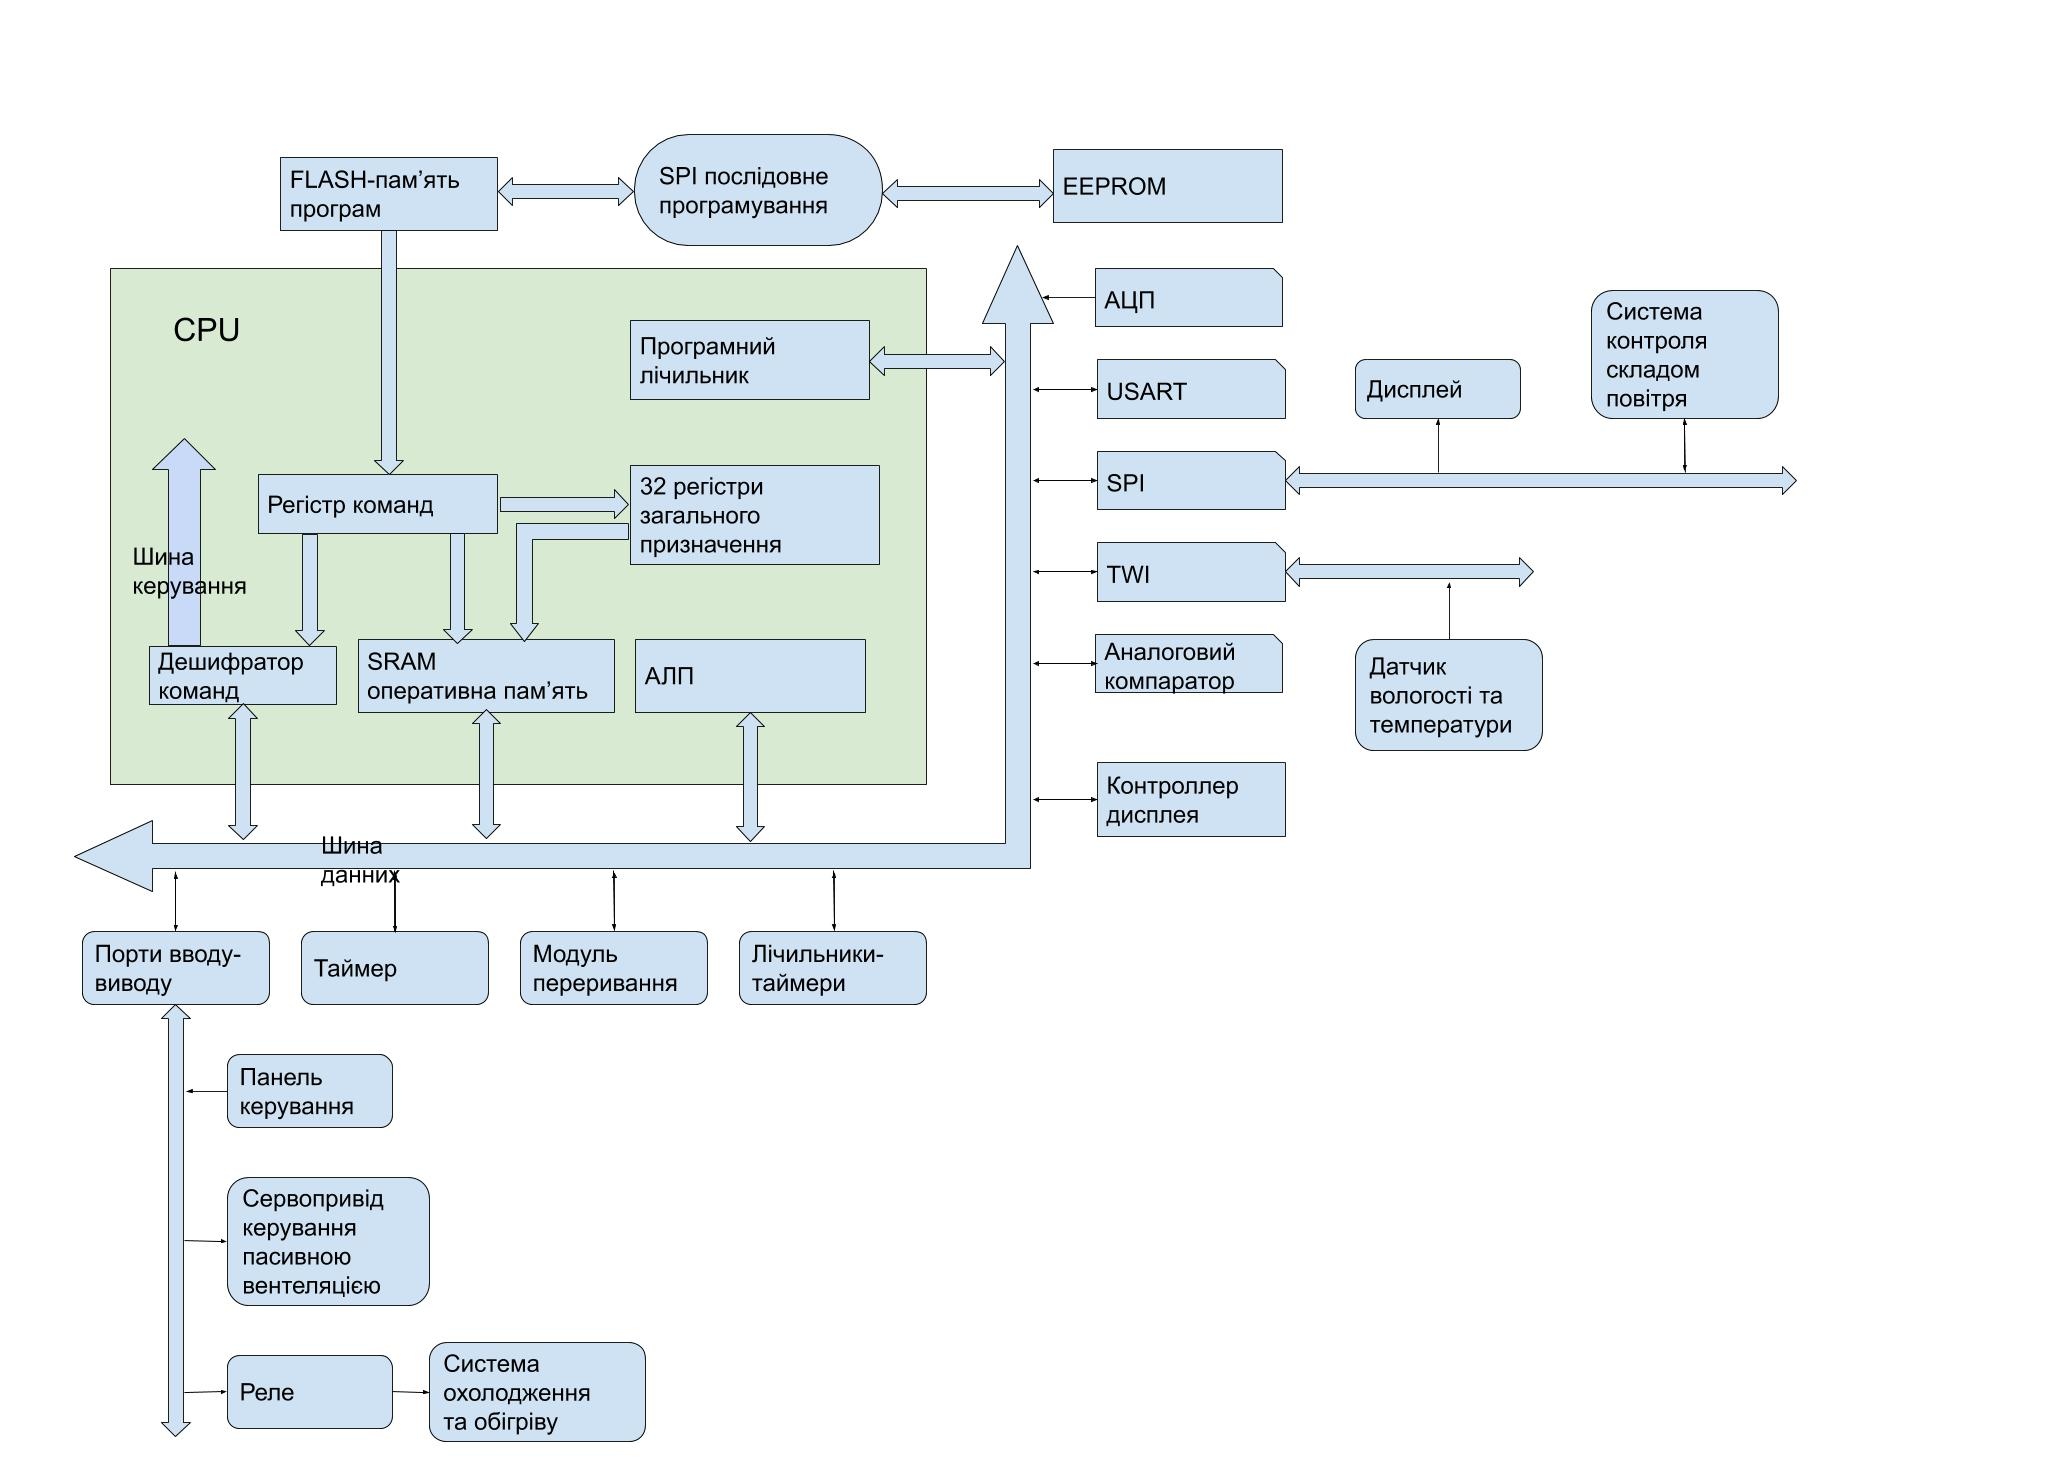 FLASH-пам’ять
програм
SPI послідовне
програмування
EEPROM
CPU
Програмний
лічильник
Регістр команд
32 регістри
загального
призначення
Шина
керування
Дешифратор
команд
SRAM
оперативна пам’ять
АЛП
АЦП
USART
SPI
TWI
Аналоговий
компаратор
Контроллер
дисплея
Дисплей
Система
контроля
складом
повітря
Датчик
вологості та
температури
Шина
данних
Порти вводу-
виводу
Таймер
Модуль
переривання
Лічильники-
таймери
Панель
керування
Сервопривід
керування
пасивною
вентеляцією
Реле
Система
охолодження
та обігріву